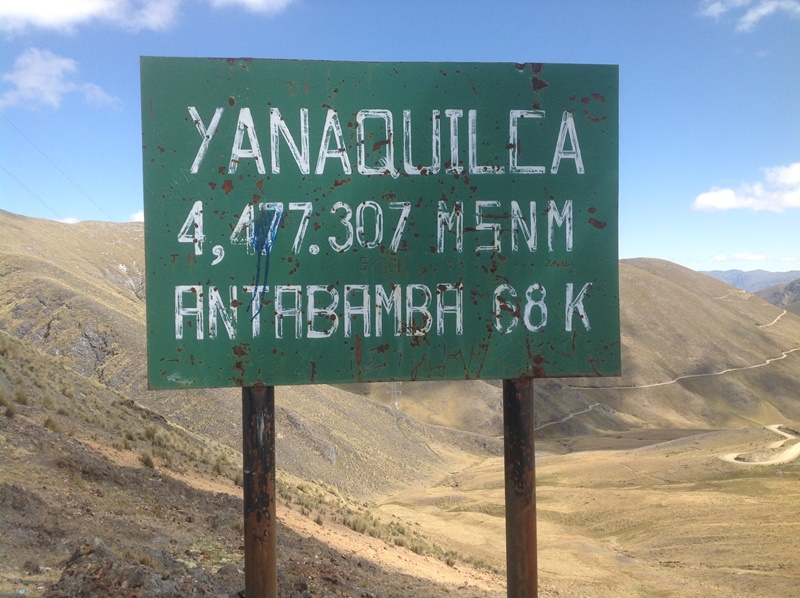 YANAQUILCA
4,477.307 MSNM
ANTABAMBA 68 K